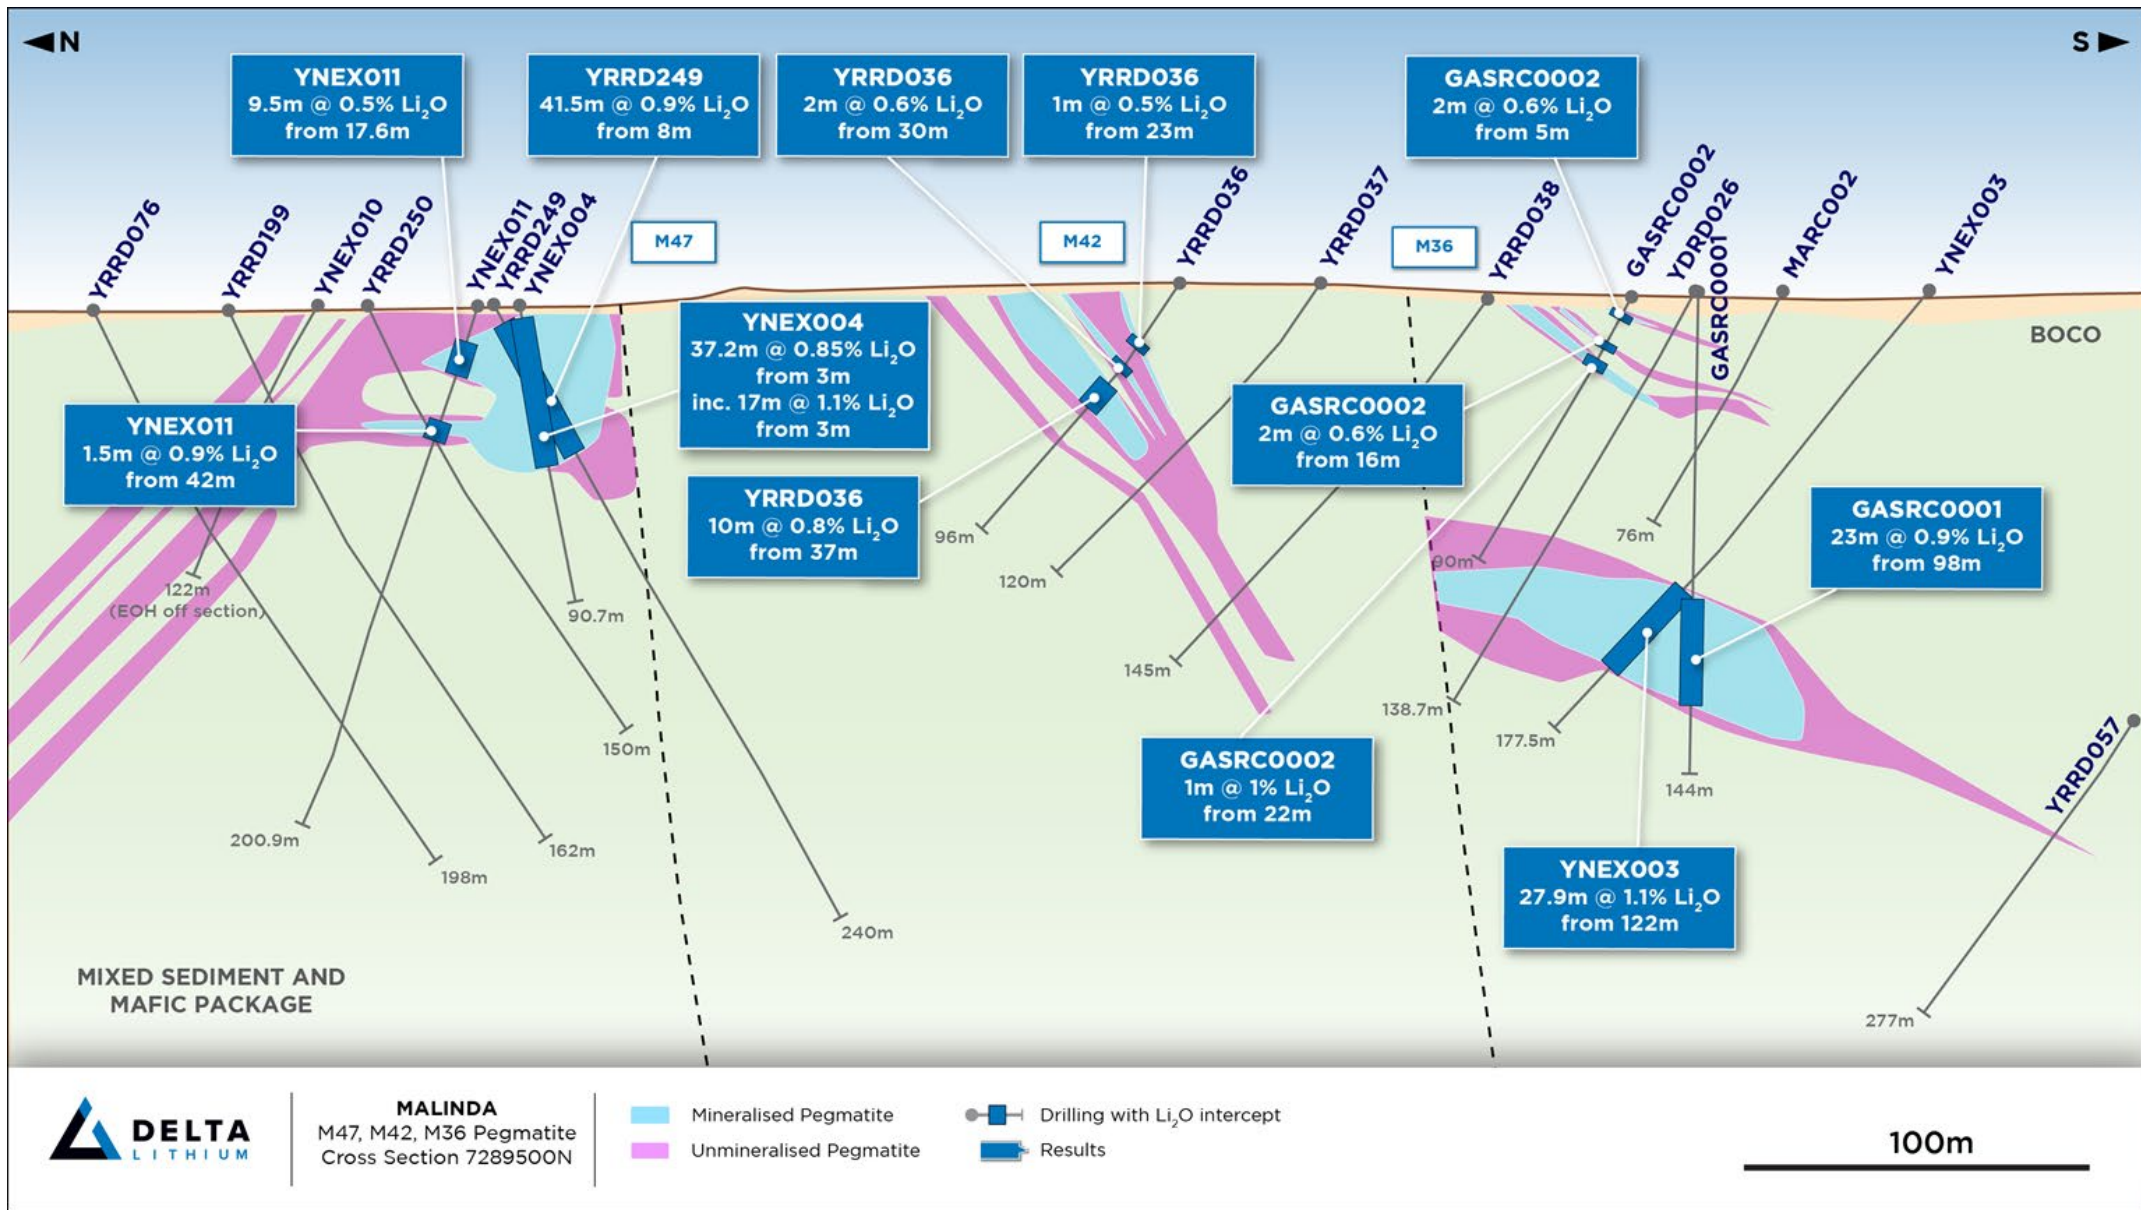 N
S
YNEX011
9.5m @ 0.5% Li₂O
from 17.6m
YRRD249
41.5m @ 0.9% Li₂O
from 8m
YRRD036
2m @ 0.6% Li₂O
from 30m
YRRD036
1m @ 0.5% Li₂O
from 23m
GASRC0002
2m @ 0.6% Li₂O
from 5m
YRRD076
YRRD199
YNEX010
YRRD250
YNEX011
YRRD249
YNEX004
M47
M42
YRRD036
YRRD037
M36
YRRD038
GASRC0002
YDRD026
GASRC0001
MARC002
YNEX003
BOCO
YNEX004
37.2m @ 0.85% Li₂O
from 3m
inc. 17m @ 1.1% Li₂O
from 3m
YNEX011
1.5m @ 0.9% Li₂O
from 42m
GASRC0002
2m @ 0.6% Li₂O
from 16m
YRRD036
10m @ 0.8% Li₂O
from 37m
GASRC0001
23m @ 0.9% Li₂O
from 98m
96m
120m
145m
90m
76m
122m
(EOH off section)
90.7m
150m
138.7m
177.5m
144m
YRRD057
GASRC0002
1m @ 1% Li₂O
from 22m
200.9m
198m
162m
240m
YNEX003
27.9m @ 1.1% Li₂O
from 122m
277m
MIXED SEDIMENT AND
MAFIC PACKAGE
DELTA
LITHIUM
MALINDA
M47, M42, M36 Pegmatite
Cross Section 7289500N
Mineralised Pegmatite
Unmineralised Pegmatite
Drilling with Li₂O intercept
Results
100m